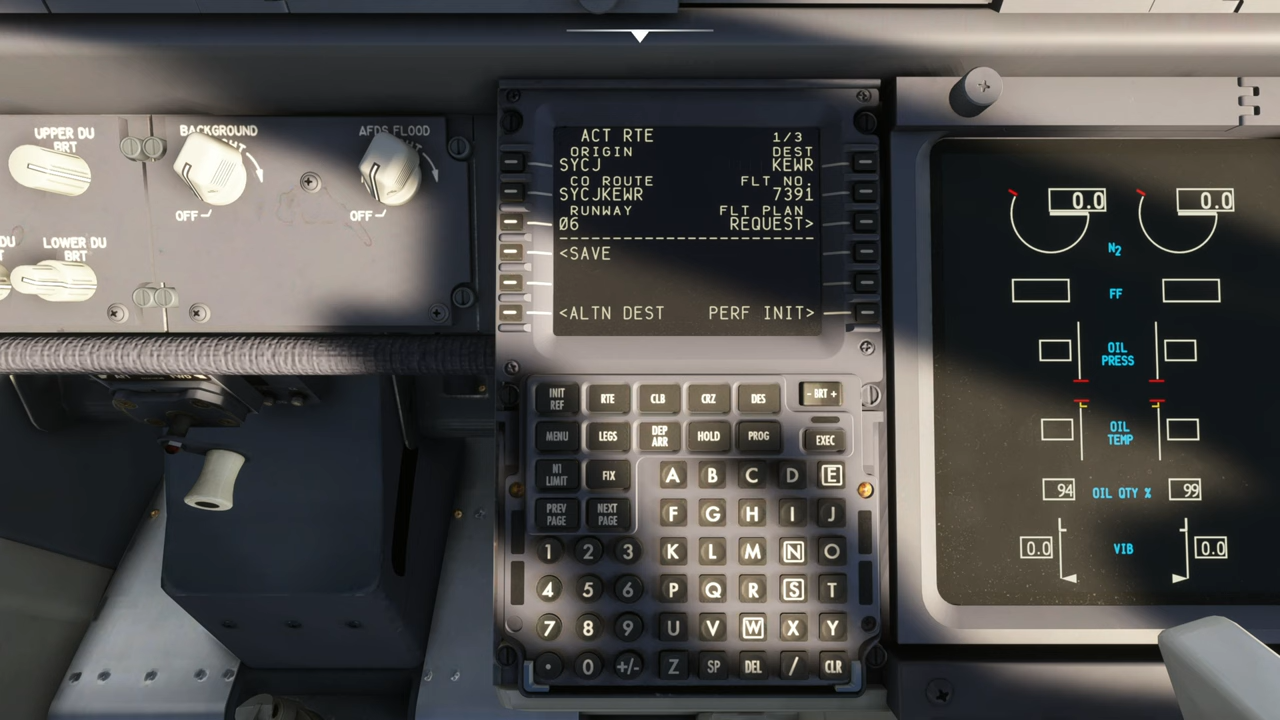 UPPER DU
BRT
BACKGROUND
OFF
AFDS FLOOD
OFF
LOWER DU
BRT
DU
ACT RTE 1/3
ORIGIN DEST
SYCJ KEWR
CO ROUTE FLT NO
SYCJKEWR 7391
RUNWAY FLT PLAN
Ø6 REQUEST>
<SAVE
<ALTN DEST PERF INIT>
INIT REF RTE CLB CRZ DES - BRT +
MENU LEGS DEP ARR HOLD PROG EXEC
N1 LIMIT FIX A B C D E
PREV PAGE NEXT PAGE F G H I J
1 2 3 K L M N O
4 5 6 P Q R S T
7 8 9 U V W X Y
. 0 +/- Z SP DEL / CLR
0.0 0.0
N2
FF
OIL
PRESS
OIL
TEMP
94 OIL QTY % 99
0.0 VIB 0.0